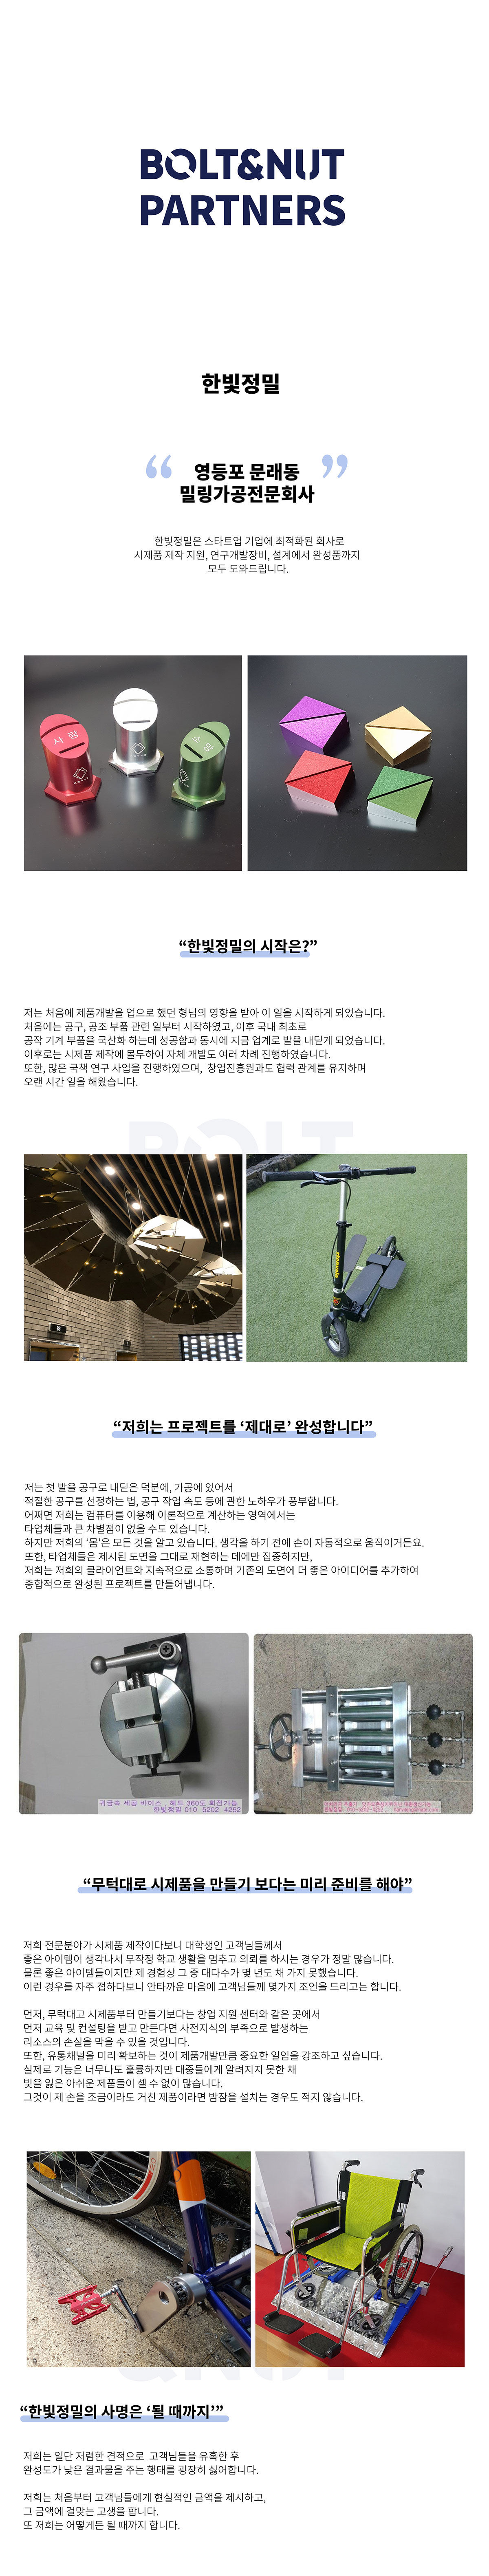 BOLT&NUT
PARTNERS
한빛정밀
“ 영등포 문래동 ”
밀링가공전문회사
한빛정밀은 스타트업 기업에 최적화된 회사로
시제품 제작 지원, 연구개발장비, 설계에서 완성품까지
모두 도와드립니다.
사랑
소망
“한빛정밀의 시작은?”
저는 처음에 제품개발을 업으로 했던 형님의 영향을 받아 이 일을 시작하게 되었습니다.
처음에는 공구, 공조 부품 관련 일부터 시작하였고, 이후 국내 최초로
공작 기계 부품을 국산화 하는데 성공함과 동시에 지금 업계로 발을 내딛게 되었습니다.
이후로는 시제품 제작에 몰두하여 자체 개발도 여러 차례 진행하였습니다.
또한, 많은 국책 연구 사업을 진행하였으며, 창업진흥원과도 협력 관계를 유지하며
오랜 시간 일을 해왔습니다.
BOLT
“저희는 프로젝트를 ‘제대로’ 완성합니다”
저는 첫 발을 공구로 내딛은 덕분에, 가공에 있어서
적절한 공구를 선정하는 법, 공구 작업 속도 등에 관한 노하우가 풍부합니다.
어쩌면 저희는 컴퓨터를 이용해 이론적으로 계산하는 영역에서는
타업체들과 큰 차별점이 없을 수도 있습니다.
하지만 저희의 ‘몸’은 모든 것을 알고 있습니다. 생각을 하기 전에 손이 자동적으로 움직이거든요.
또한, 타업체들은 제시된 도면을 그대로 재현하는 데에만 집중하지만,
저희는 저희의 클라이언트와 지속적으로 소통하며 기존의 도면에 더 좋은 아이디어를 추가하여
종합적으로 완성된 프로젝트를 만들어냅니다.
귀금속 세공 바이스 , 헤드 360도 회전가능
한빛정밀 010 5202 4252
한빛정밀
“무턱대로 시제품을 만들기 보다는 미리 준비를 해야”
저희 전문분야가 시제품 제작이다보니 대학생인 고객님들께서
좋은 아이템이 생각나서 무작정 학교 생활을 멈추고 의뢰를 하시는 경우가 정말 많습니다.
물론 좋은 아이템들이지만 제 경험상 그 중 대다수가 몇 년도 채 가지 못했습니다.
이런 경우를 자주 접하다보니 안타까운 마음에 고객님들께 몇가지 조언을 드리고는 합니다.
먼저, 무턱대고 시제품부터 만들기보다는 창업 지원 센터와 같은 곳에서
먼저 교육 및 컨설팅을 받고 만든다면 사전지식의 부족으로 발생하는
리소스의 손실을 막을 수 있을 것입니다.
또한, 유통채널을 미리 확보하는 것이 제품개발만큼 중요한 일임을 강조하고 싶습니다.
실제로 기능은 너무나도 훌륭하지만 대중들에게 알려지지 못한 채
빛을 잃은 아쉬운 제품들이 셀 수 없이 많습니다.
그것이 제 손을 조금이라도 거친 제품이라면 밤잠을 설치는 경우도 적지 않습니다.
“한빛정밀의 사명은 ‘될 때까지’”
저희는 일단 저렴한 견적으로 고객님들을 유혹한 후
완성도가 낮은 결과물을 주는 행태를 굉장히 싫어합니다.
저희는 처음부터 고객님들에게 현실적인 금액을 제시하고,
그 금액에 걸맞는 고생을 합니다.
또 저희는 어떻게든 될 때까지 합니다.